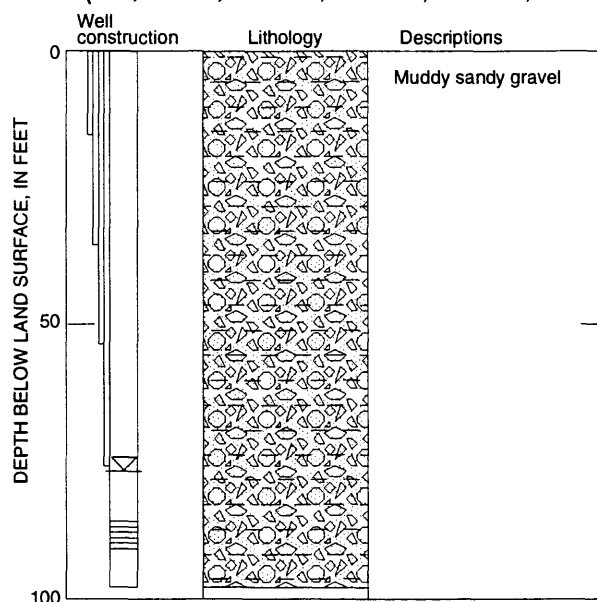 Well
construction
Lithology
Descriptions
0
Muddy sandy gravel
50
100
DEPTH BELOW LAND SURFACE, IN FEET